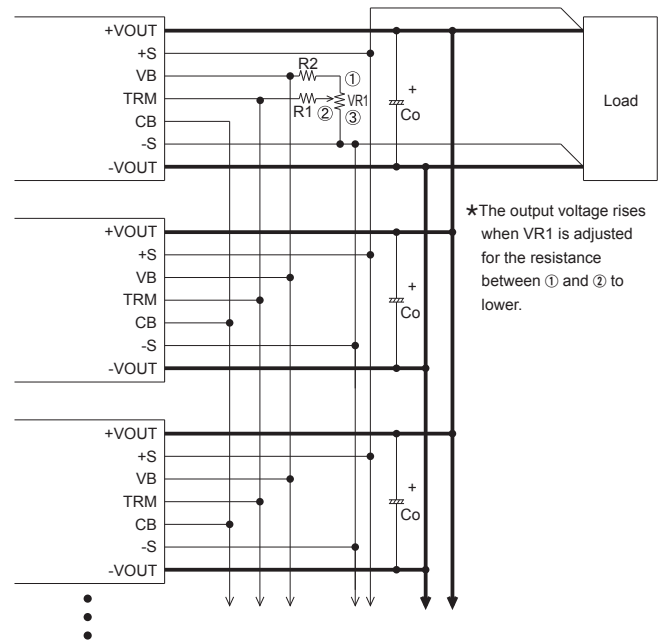 +VOUT
+S
VB
TRM
CB
-S
-VOUT
R2
①
R1 ② VR1
③
+
Co
Load
★The output voltage rises
when VR1 is adjusted
for the resistance
between ① and ② to
lower.
+VOUT
+S
VB
TRM
CB
-S
-VOUT
+
Co
+VOUT
+S
VB
TRM
CB
-S
-VOUT
+
Co